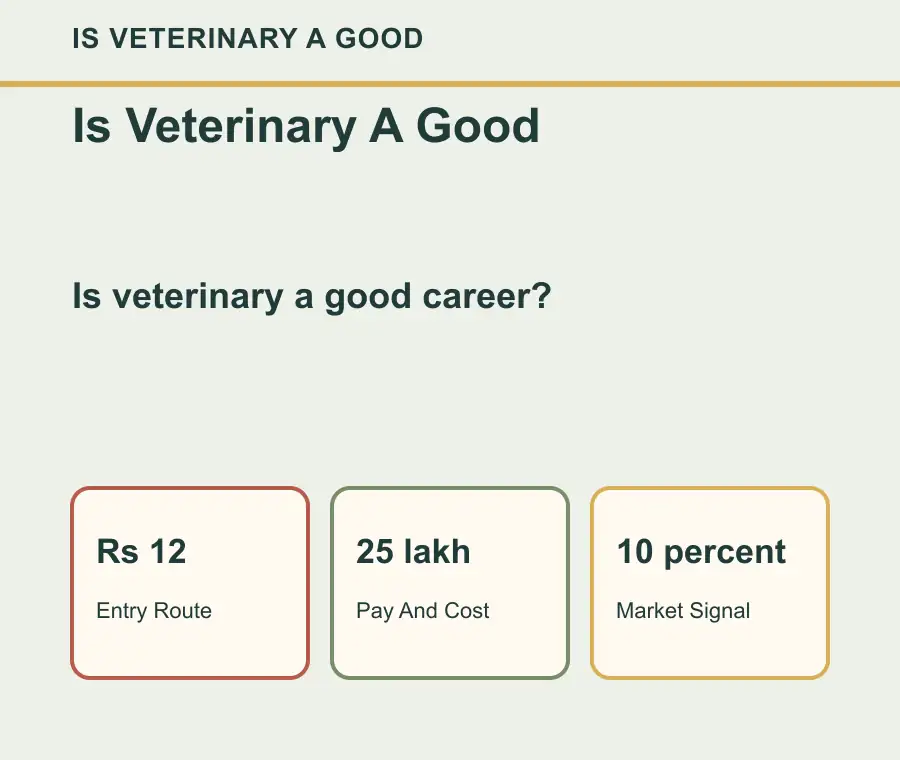 IS VETERINARY A GOOD
Is Veterinary A Good
Is veterinary a good career?
Rs 12
Entry Route
25 lakh
Pay And Cost
10 percent
Market Signal